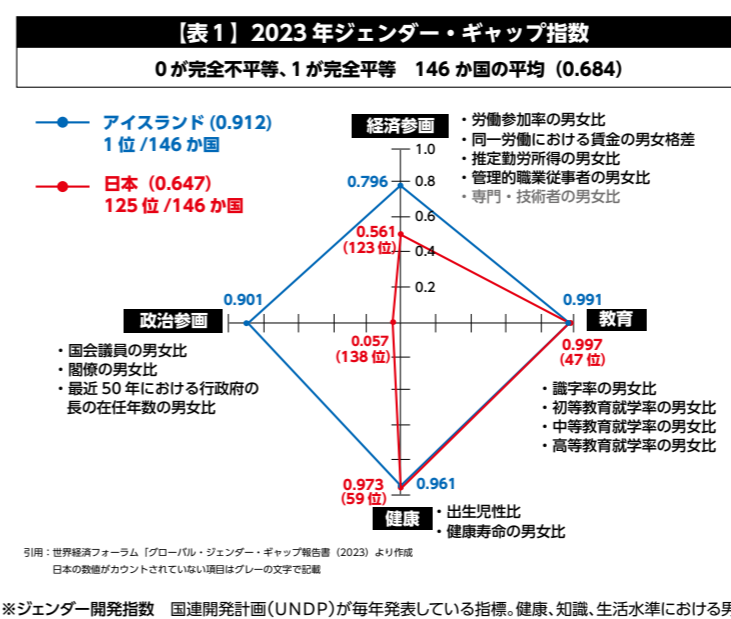 【表1】2023年ジェンダー・ギャップ指数
0が完全不平等、1が完全平等　146か国の平均（0.684）
アイスランド（0.912）
1位/146か国
日本（0.647）
125位/146か国
経済参画
・労働参加率の男女比
・同一労働における賃金の男女格差
・推定勤労所得の男女比
・管理的職業従事者の男女比
・専門・技術者の男女比
1.0
0.8
0.6
0.4
0.2
0.796
0.561
（123位）
0.901
政治参画
・国会議員の男女比
・閣僚の男女比
・最近50年における行政府の
長の在任年数の男女比
0.057
（138位）
0.991
教育
0.997
（47位）
・識字率の男女比
・初等教育就学率の男女比
・中等教育就学率の男女比
・高等教育就学率の男女比
0.973
（59位）
0.961
健康
・出生児性比
・健康寿命の男女比
引用：世界経済フォーラム「グローバル・ジェンダー・ギャップ報告書（2023）より作成
日本の数値がカウントされていない項目はグレーの文字で記載
※ジェンダー開発指数　国連開発計画（UNDP）が毎年発表している指標。健康、知識、生活水準における男